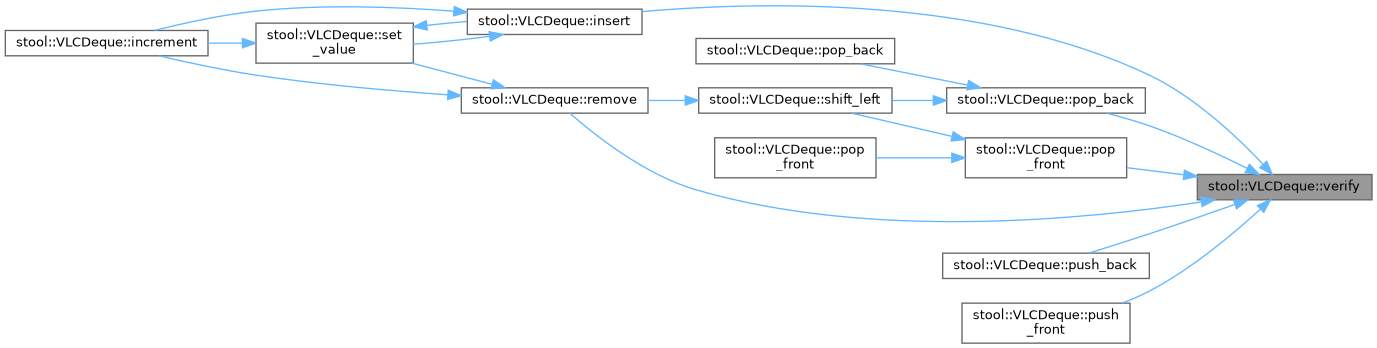 stool::VLCDeque::increment
stool::VLCDeque::set
_value
stool::VLCDeque::insert
stool::VLCDeque::remove
stool::VLCDeque::pop_back
stool::VLCDeque::shift_left
stool::VLCDeque::pop
_front
stool::VLCDeque::pop_back
stool::VLCDeque::pop
_front
stool::VLCDeque::verify
stool::VLCDeque::push_back
stool::VLCDeque::push
_front